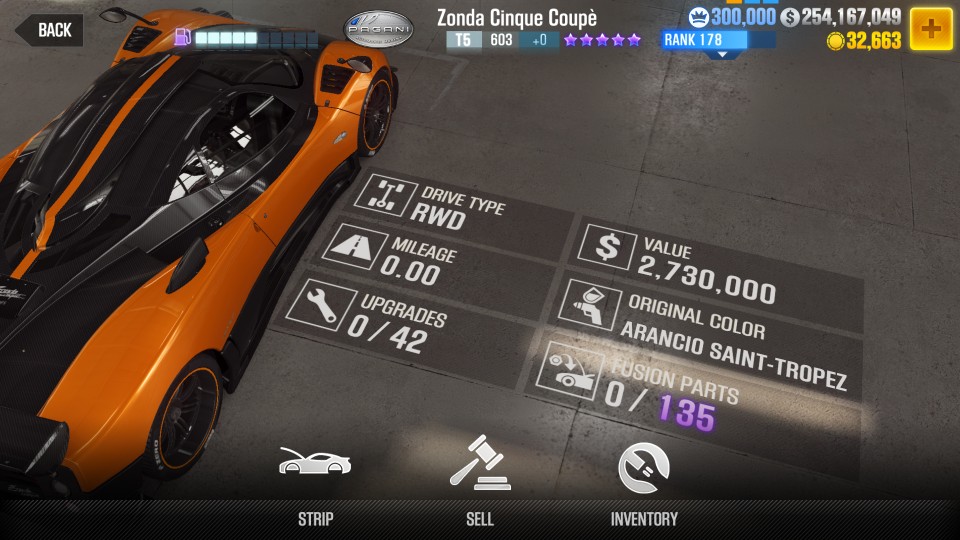 BACK
PAGANI
Zonda Cinque Coupè
T5 603 +0
300,000 $ 254,167,049
RANK 178
32,663
DRIVE TYPE
RWD
MILEAGE
0.00
UPGRADES
0 / 42
VALUE
2,730,000
ORIGINAL COLOR
ARANCIO SAINT-TROPEZ
FUSION PARTS
0 / 135
STRIP
SELL
INVENTORY